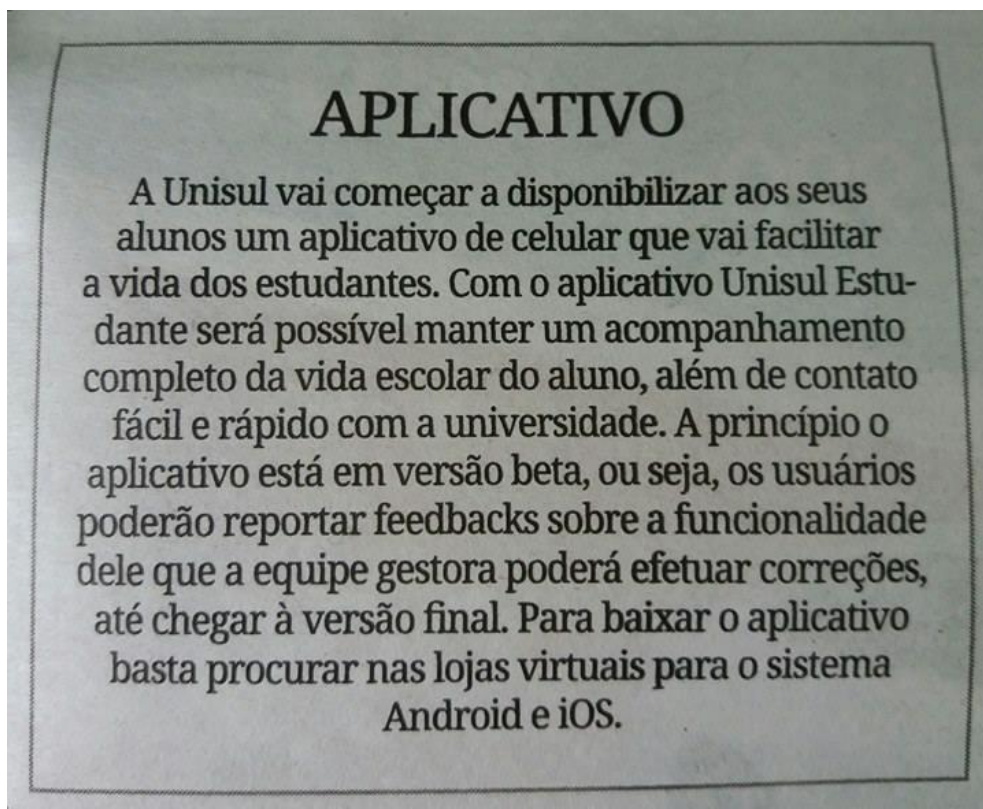 APLICATIVO
A Unisul vai começar a disponibilizar aos seus
alunos um aplicativo de celular que vai facilitar
a vida dos estudantes. Com o aplicativo Unisul Estu-
dante será possível manter um acompanhamento
completo da vida escolar do aluno, além de contato
fácil e rápido com a universidade. A princípio o
aplicativo está em versão beta, ou seja, os usuários
poderão reportar feedbacks sobre a funcionalidade
dele que a equipe gestora poderá efetuar correções,
até chegar à versão final. Para baixar o aplicativo
basta procurar nas lojas virtuais para o sistema
Android e iOS.